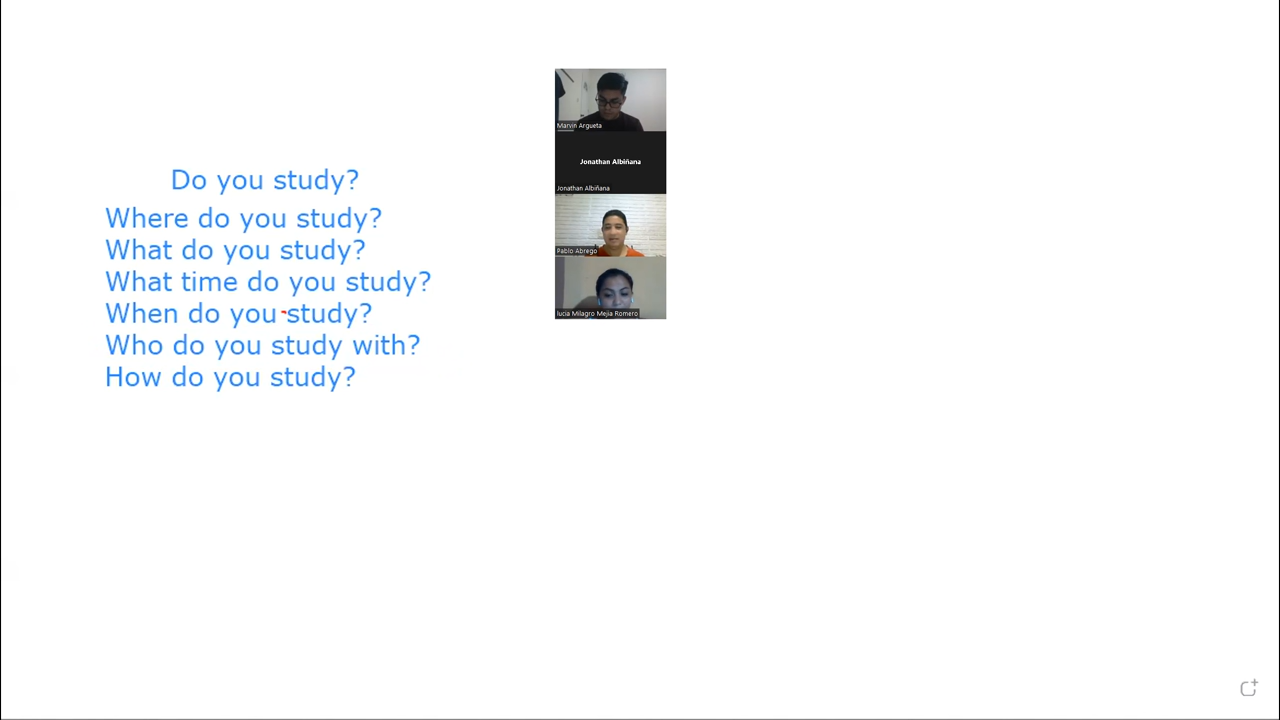 Do you study?
Where do you study?
What do you study?
What time do you study?
When do you study?
Who do you study with?
How do you study?
Marvin Argueta
Jonathan Albiñana
Jonathan Albiñana
Pablo Abrego
lucia Milagro Mejia Romero